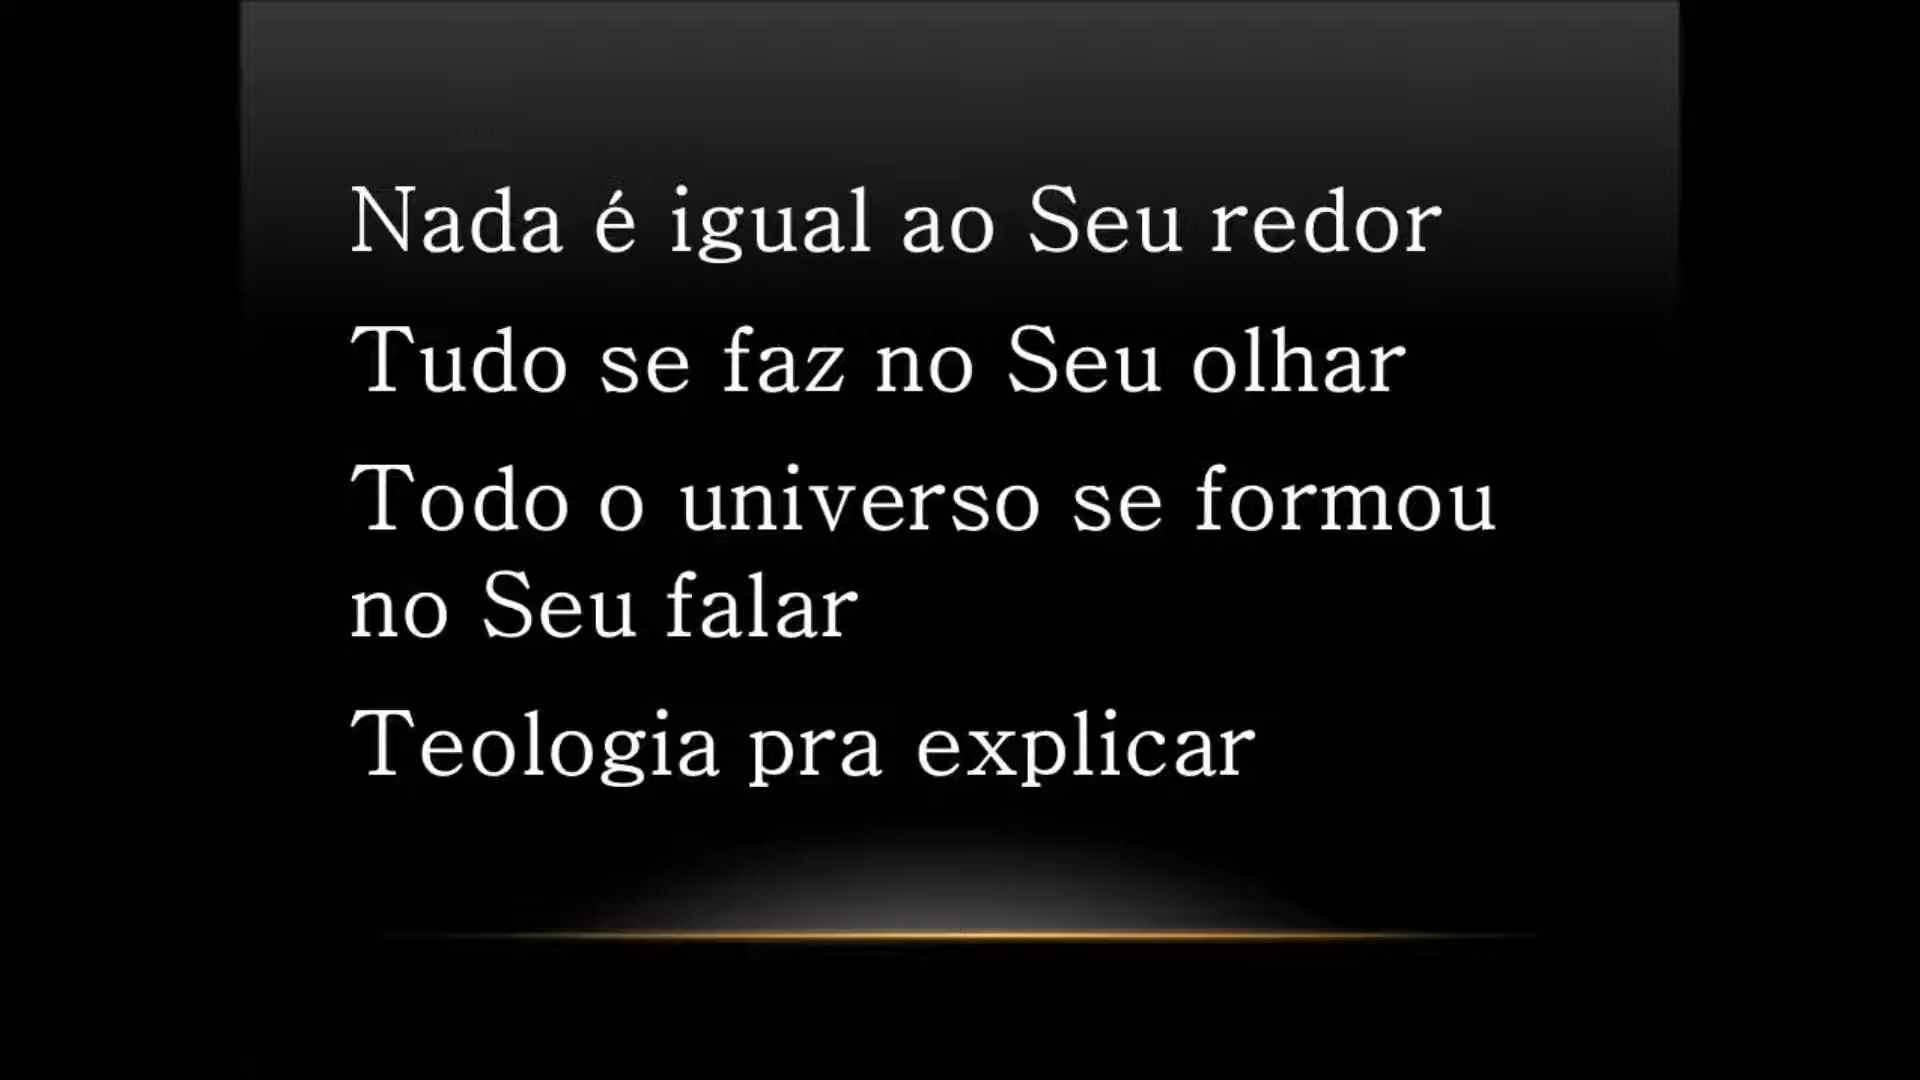 Nada é igual ao Seu redor
Tudo se faz no Seu olhar
Todo o universo se formou
no Seu falar
Teologia pra explicar